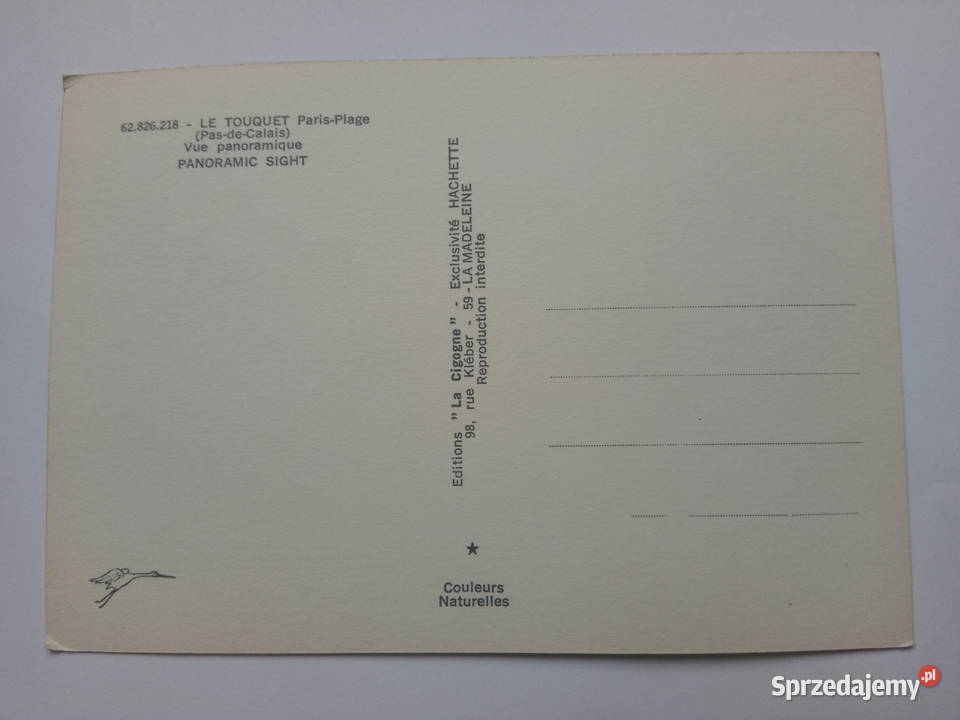 62.826.218 - LE TOUQUET Paris-Plage
(Pas-de-Calais)
Vue panoramique
PANORAMIC SIGHT
Editions "La Cigogne" - Exclusivité HACHETTE
98, rue Kléber - 59 - LA MADELEINE
Reproduction interdite
Couleurs
Naturelles
Sprzedajemy.pl